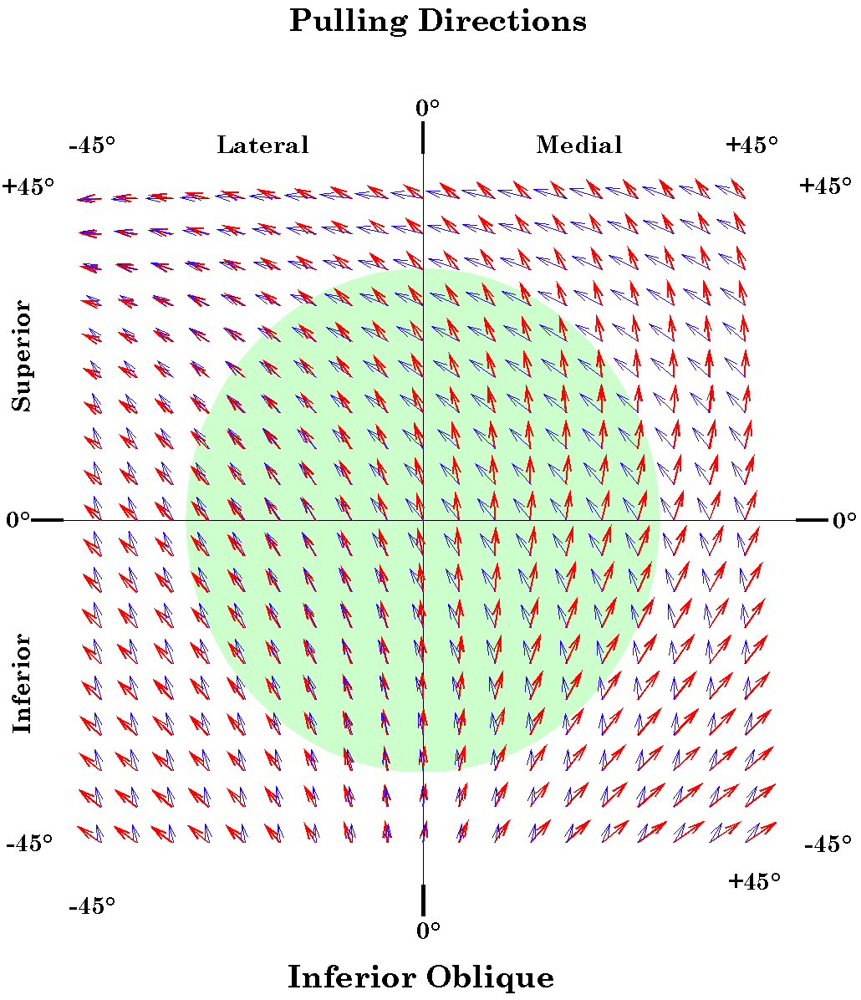 Pulling Directions
0°
-45° Lateral Medial +45°
+45° +45°
Superior
0° 0°
Inferior
-45° -45°
+45°
-45°
0°
Inferior Oblique